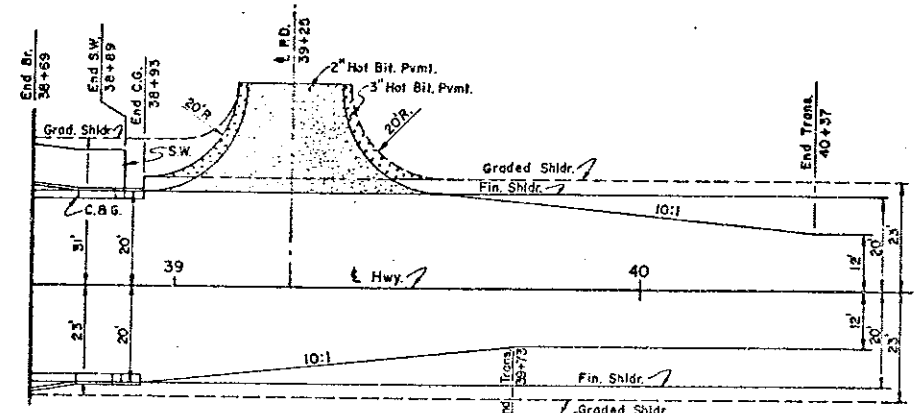 End Br.
38+69
End S.W.
38+89
End C.G.
38+93
℄ P.D.
39+25
2" Hot Bit. Pvmt.
3" Hot Bit. Pvmt.
20'R.
20'R.
Grad. Shldr.
S.W.
C.&G.
Graded Shldr.
Fin. Shldr.
End Trans.
40+37
10:1
31'
20'
39
℄ Hwy.
40
12'
20'
23'
23'
20'
10:1
12'
20'
23'
Trans.
39+73
Fin. Shldr.
Graded Shldr.